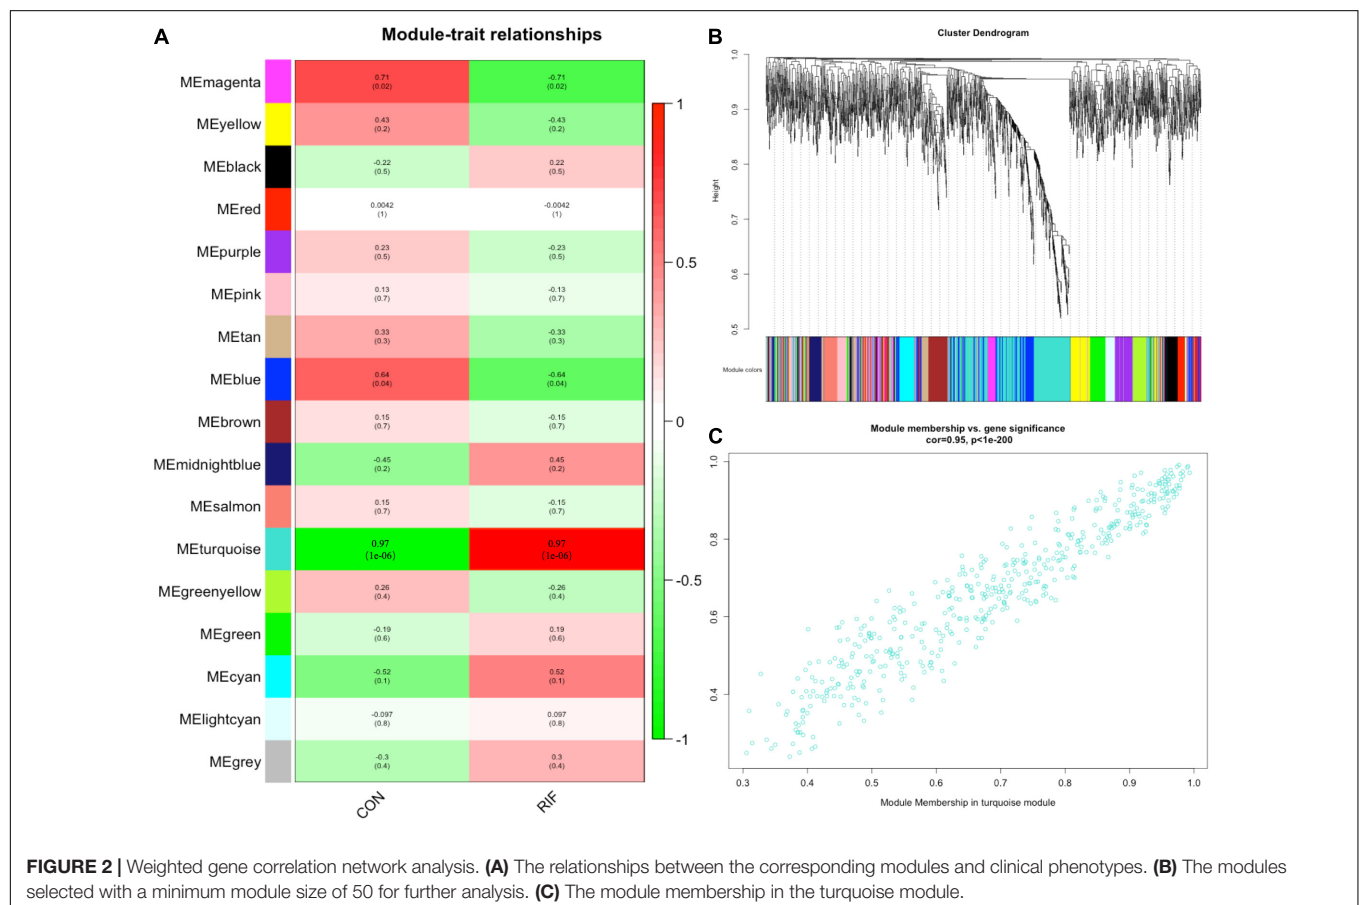 A
Module-trait relationships
MEmagenta
0.71
(0.02)
-0.71
(0.02)
MEyellow
0.43
(0.2)
-0.43
(0.2)
MEblack
-0.22
(0.5)
0.22
(0.5)
MEred
0.0042
(1)
-0.0042
(1)
MEpurple
0.23
(0.5)
-0.23
(0.5)
MEpink
0.13
(0.7)
-0.13
(0.7)
MEtan
0.33
(0.3)
-0.33
(0.3)
MEblue
0.64
(0.04)
-0.64
(0.04)
MEbrown
0.15
(0.7)
-0.15
(0.7)
MEmidnightblue
-0.45
(0.2)
0.45
(0.2)
MEsalmon
0.15
(0.7)
-0.15
(0.7)
MEturquoise
0.97
(1e-06)
0.97
(1e-06)
MEgreenyellow
0.26
(0.4)
-0.26
(0.4)
MEgreen
-0.19
(0.6)
0.19
(0.6)
MEcyan
-0.52
(0.1)
0.52
(0.1)
MElightcyan
-0.097
(0.8)
0.097
(0.8)
MEgrey
-0.3
(0.4)
0.3
(0.4)
CON
RIF
1
0.5
0
-0.5
-1
B
Cluster Dendrogram
Height
1.0
0.9
0.8
0.7
0.6
0.5
Module colors
C
Module membership vs. gene significance
cor=0.95, p<1e-200
1.0
0.8
0.6
0.4
0.3 0.4 0.5 0.6 0.7 0.8 0.9 1.0
Module Membership in turquoise module
FIGURE 2 | Weighted gene correlation network analysis. (A) The relationships between the corresponding modules and clinical phenotypes. (B) The modules
selected with a minimum module size of 50 for further analysis. (C) The module membership in the turquoise module.